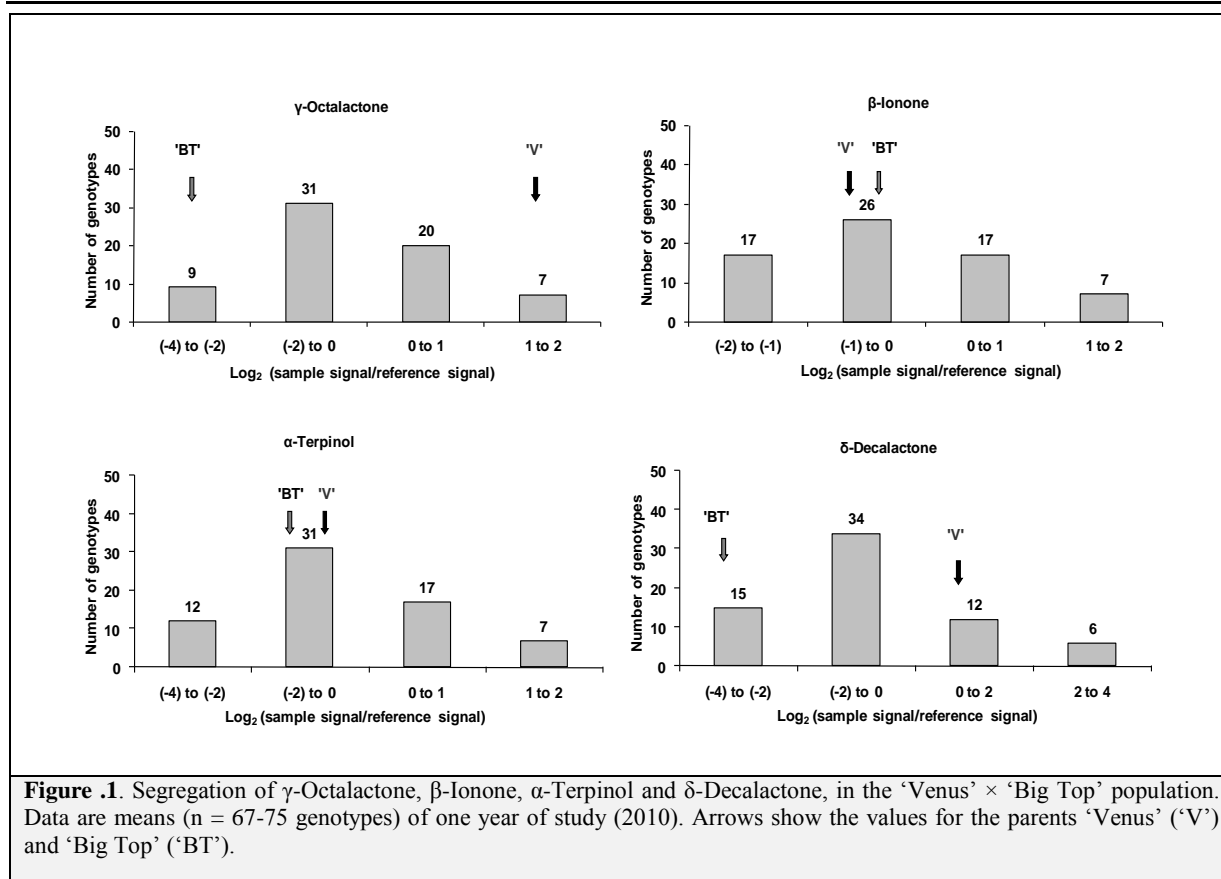 γ-Octalactone
Number of genotypes
50
40
30
20
10
0
'BT'
'V'
9
31
20
7
(-4) to (-2)
(-2) to 0
0 to 1
1 to 2
Log₂ (sample signal/reference signal)
β-Ionone
Number of genotypes
50
40
30
20
10
0
'V'
'BT'
17
26
17
7
(-2) to (-1)
(-1) to 0
0 to 1
1 to 2
Log₂ (sample signal/reference signal)
α-Terpinol
Number of genotypes
50
40
30
20
10
0
'BT'
'V'
12
31
17
7
(-4) to (-2)
(-2) to 0
0 to 1
1 to 2
Log₂ (sample signal/reference signal)
δ-Decalactone
Number of genotypes
50
40
30
20
10
0
'BT'
'V'
15
34
12
6
(-4) to (-2)
(-2) to 0
0 to 2
2 to 4
Log₂ (sample signal/reference signal)
Figure .1. Segregation of γ-Octalactone, β-Ionone, α-Terpinol and δ-Decalactone, in the ‘Venus’ × ‘Big Top’ population.
Data are means (n = 67-75 genotypes) of one year of study (2010). Arrows show the values for the parents ‘Venus’ (‘V’)
and ‘Big Top’ (‘BT’).